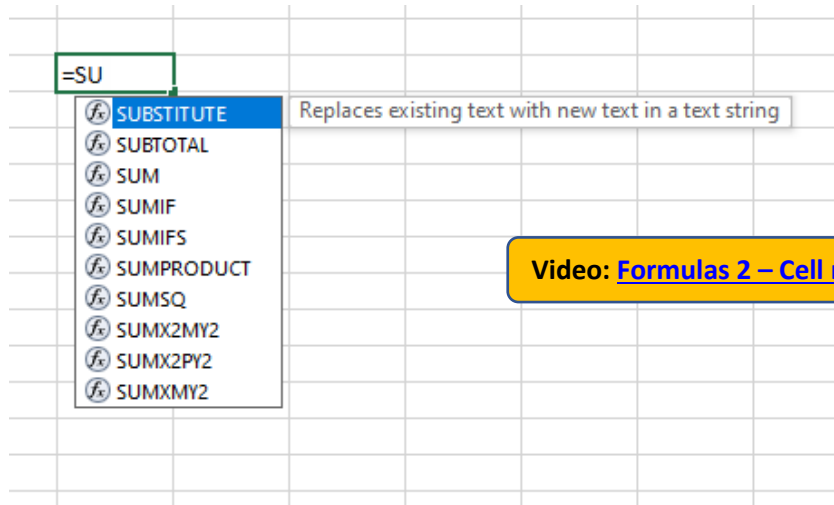 =SU
SUBSTITUTE Replaces existing text with new text in a text string
SUBTOTAL
SUM
SUMIF
SUMIFS
SUMPRODUCT
Video: Formulas 2 – Cell
SUMSQ
SUMX2MY2
SUMX2PY2
SUMXMY2